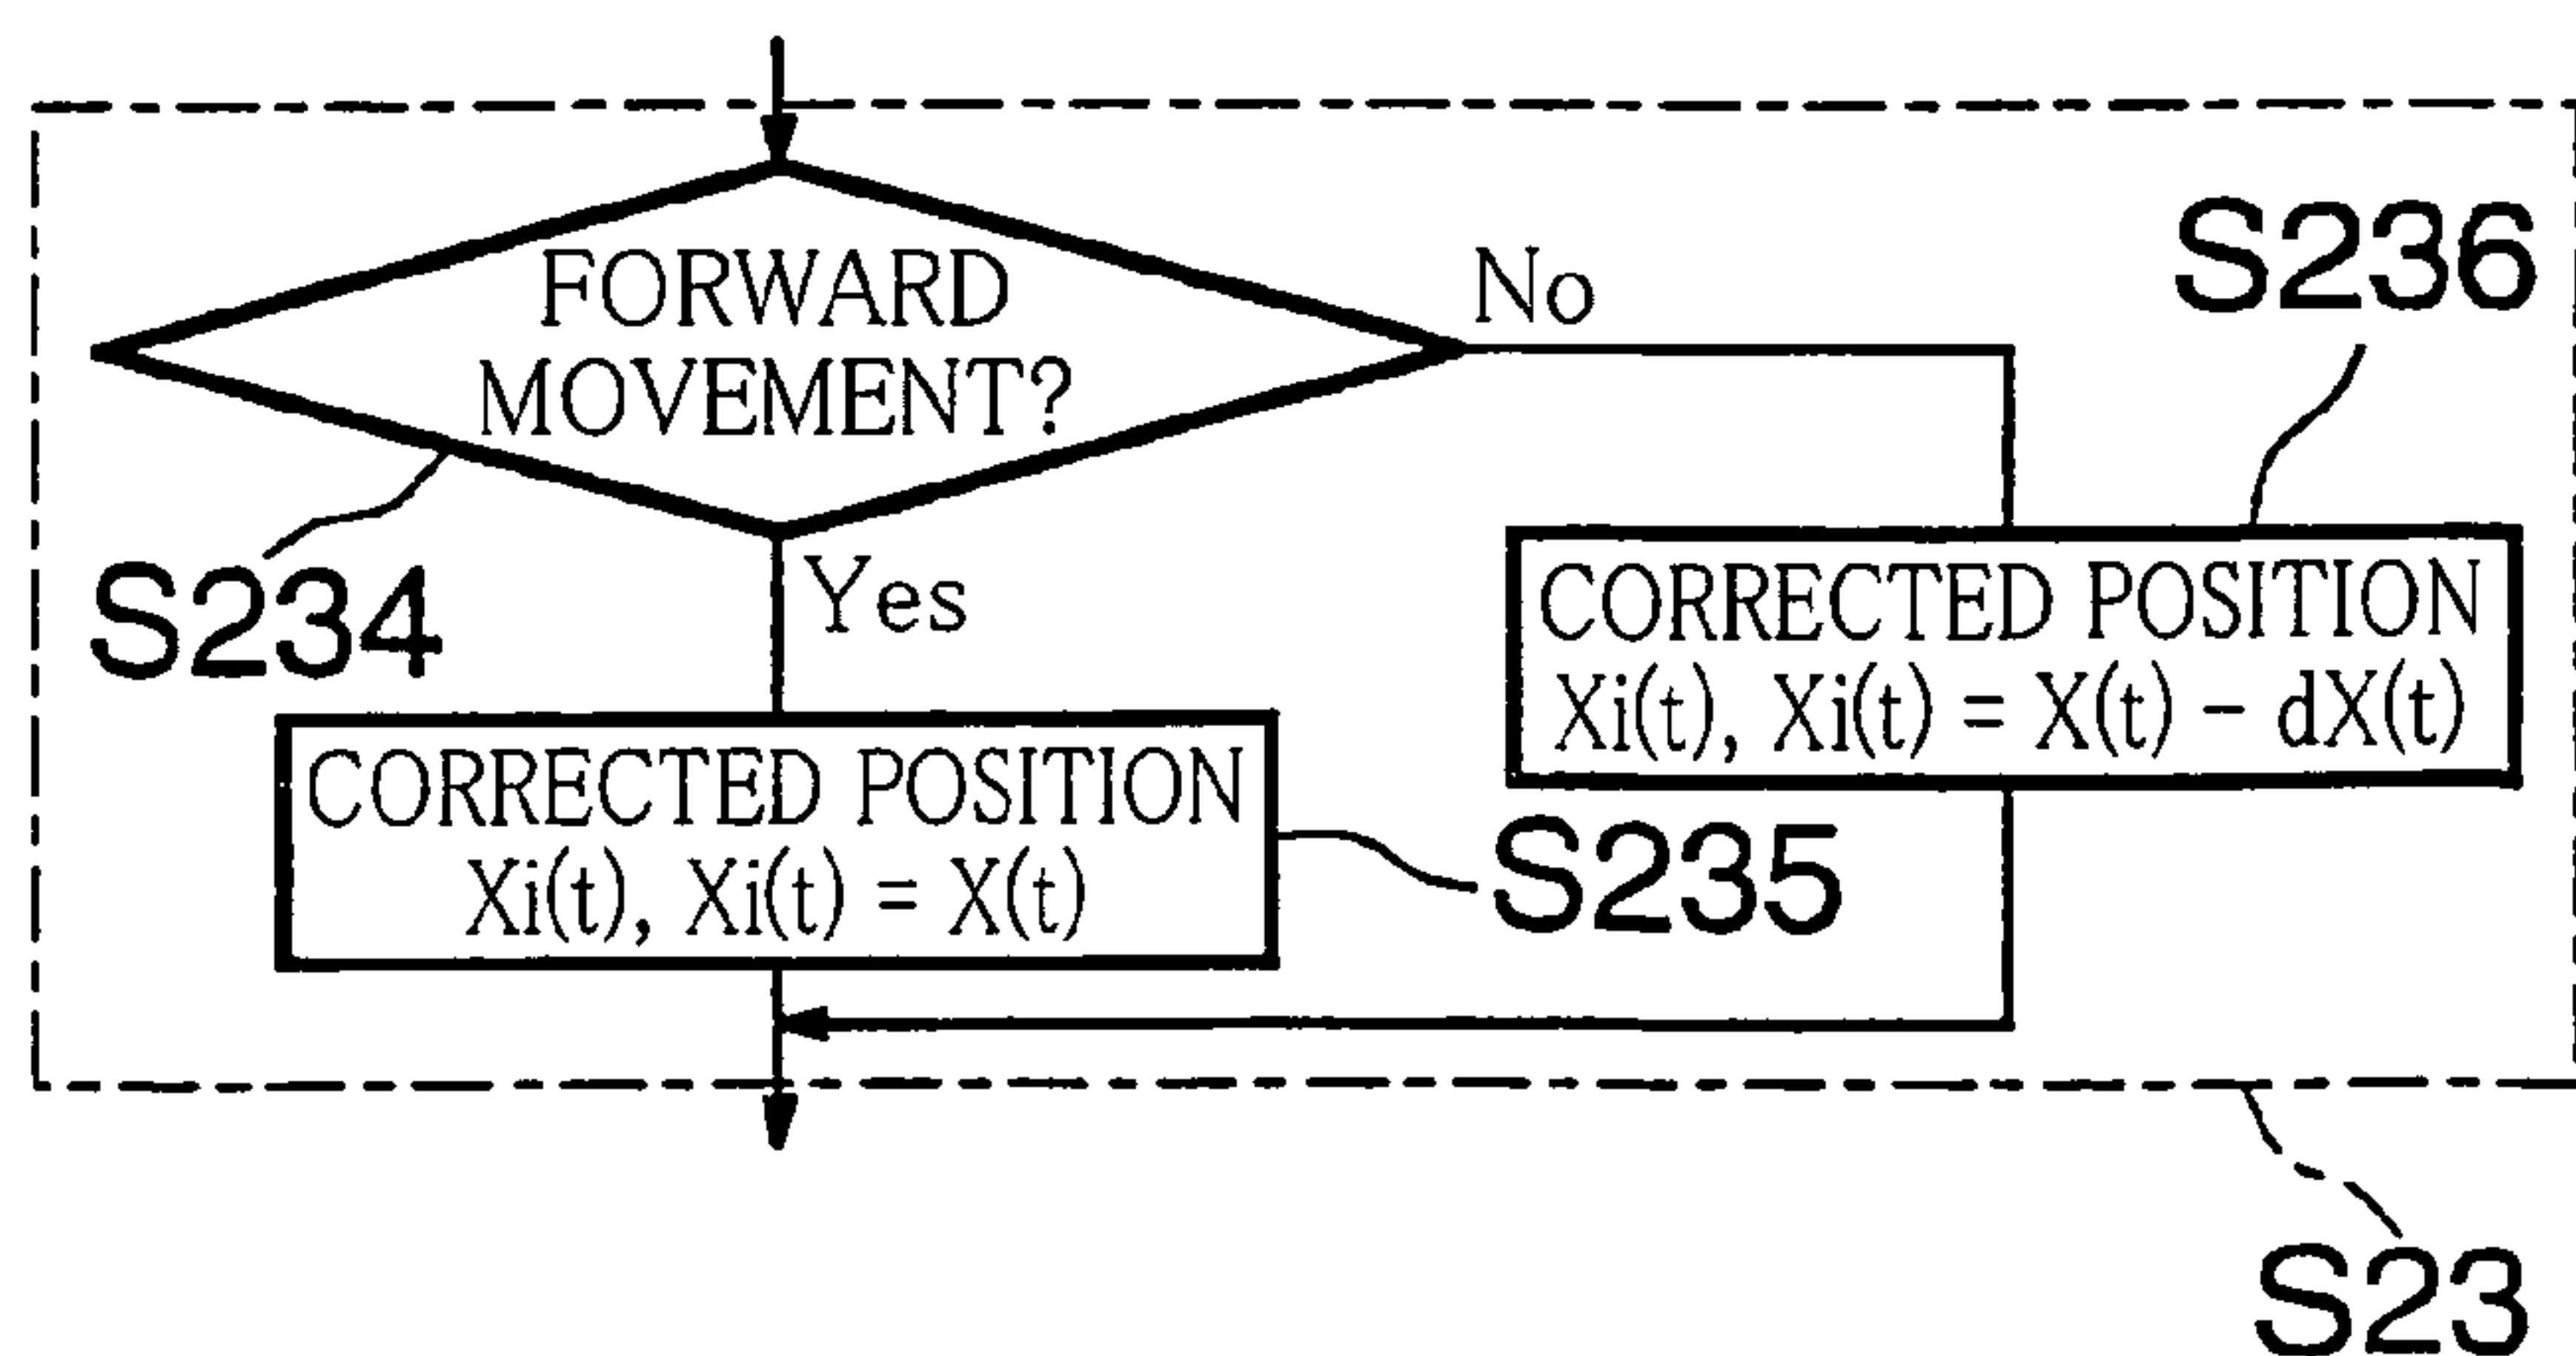 FORWARD
MOVEMENT?
No
S236
S234
Yes
CORRECTED POSITION
Xi(t), Xi(t) = X(t) - dX(t)
CORRECTED POSITION
Xi(t), Xi(t) = X(t)
S235
S23